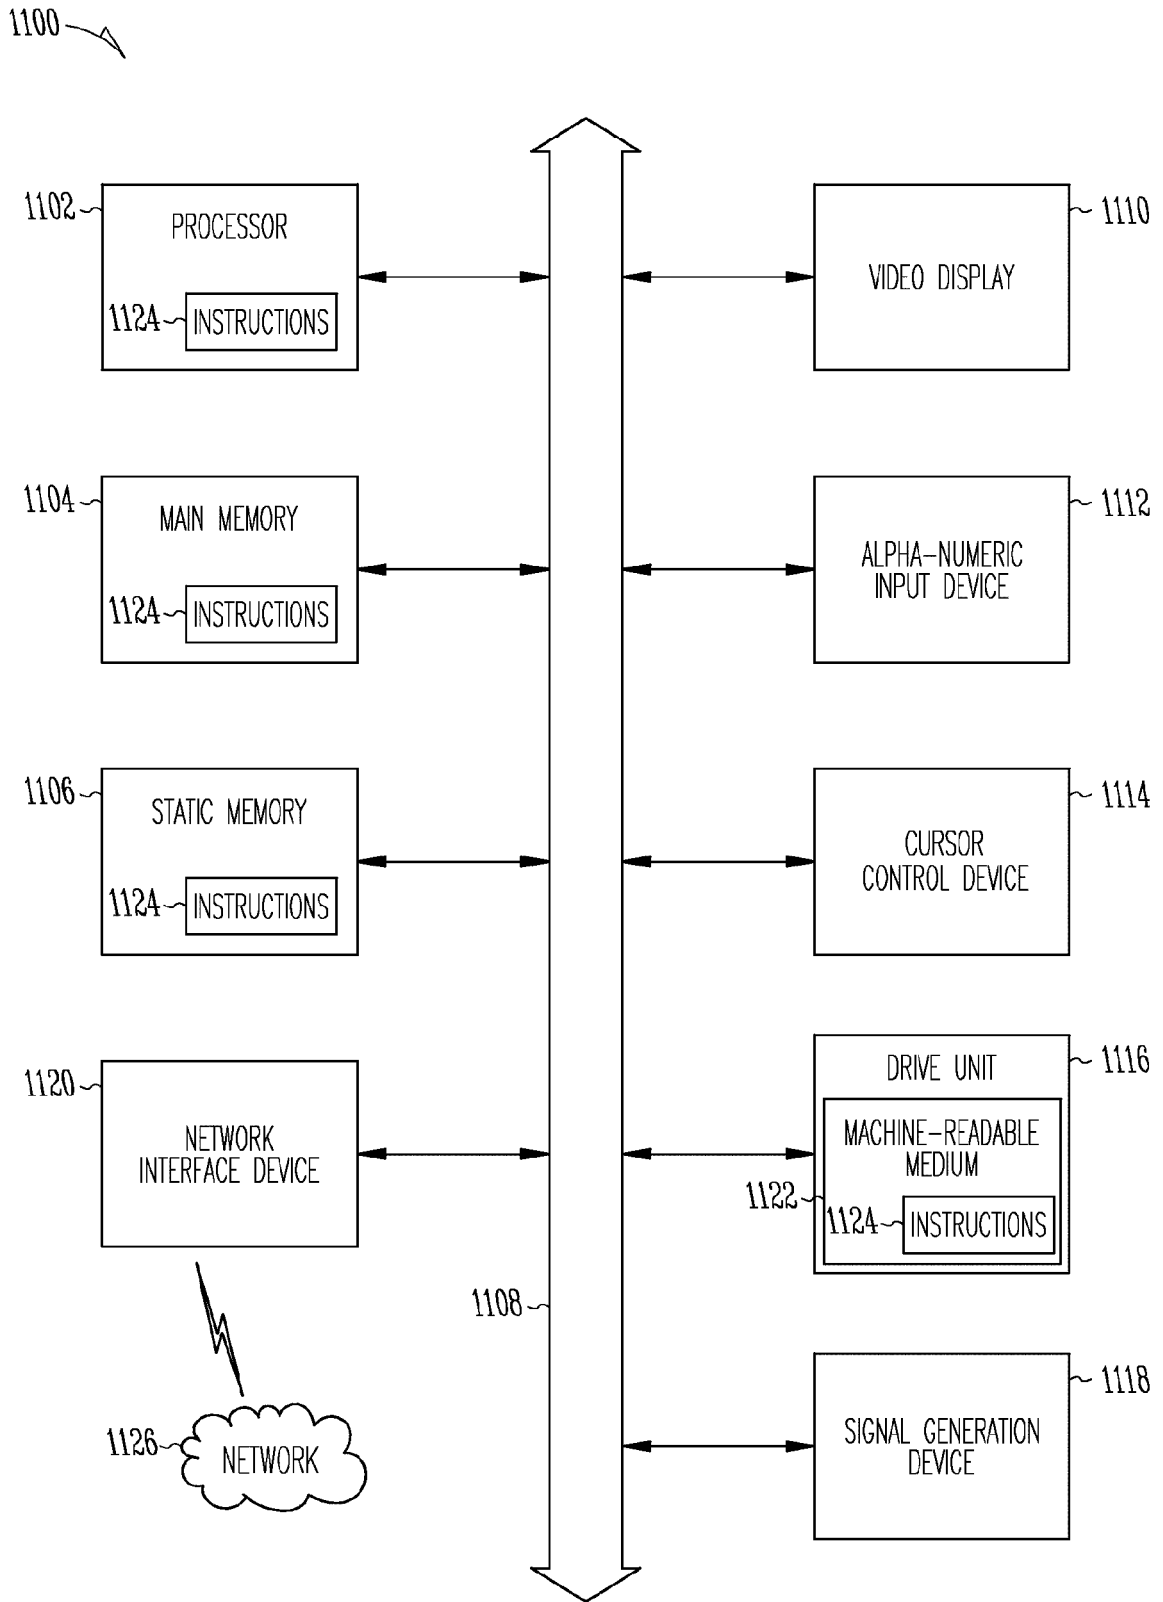 1100
1102
PROCESSOR
1124
INSTRUCTIONS
1104
MAIN MEMORY
1124
INSTRUCTIONS
1106
STATIC MEMORY
1124
INSTRUCTIONS
1120
NETWORK
INTERFACE DEVICE
1126
NETWORK
1108
1110
VIDEO DISPLAY
1112
ALPHA-NUMERIC
INPUT DEVICE
1114
CURSOR
CONTROL DEVICE
1116
DRIVE UNIT
MACHINE-READABLE
MEDIUM
1122
1124
INSTRUCTIONS
1118
SIGNAL GENERATION
DEVICE